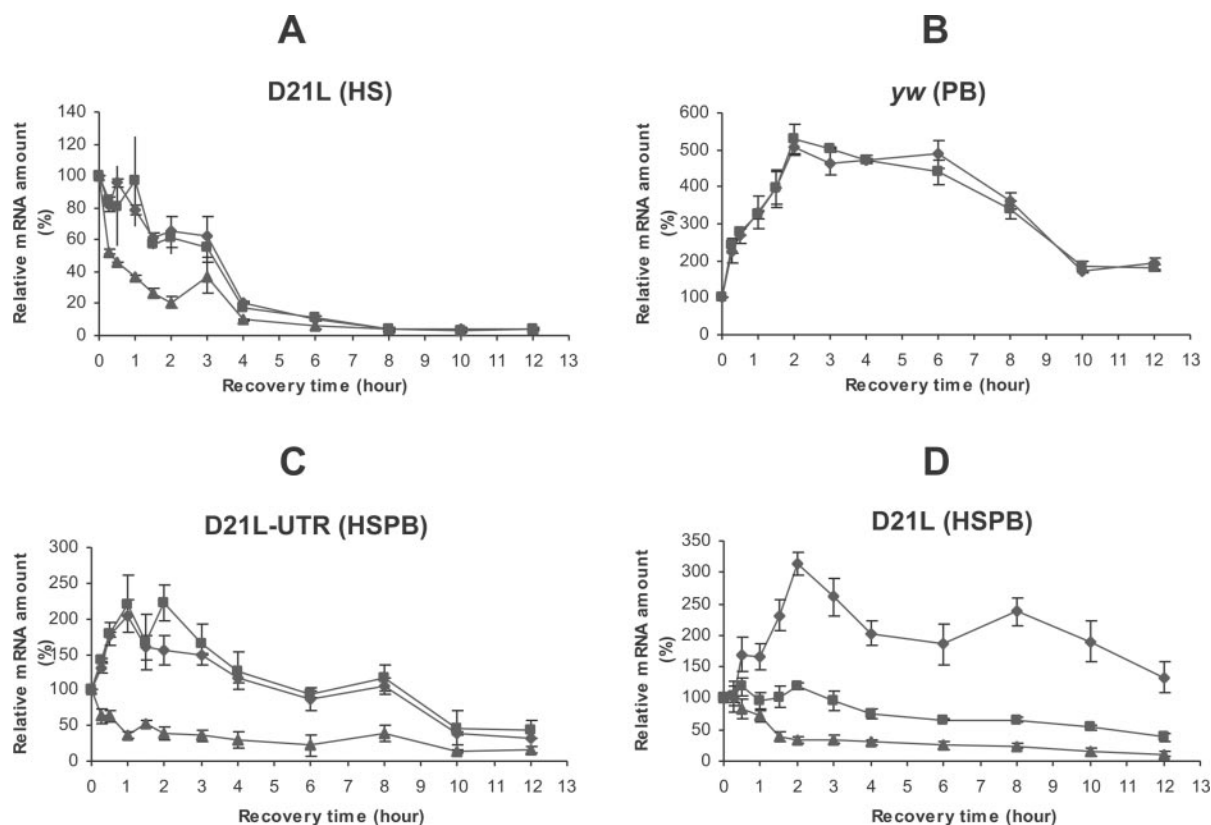 A
D21L (HS)
Relative mRNA amount
(%)
140
120
100
80
60
40
20
0
0 1 2 3 4 5 6 7 8 9 10 11 12 13
Recovery time (hour)
B
yw (PB)
Relative mRNA amount
(%)
600
500
400
300
200
100
0
0 1 2 3 4 5 6 7 8 9 10 11 12 13
Recovery time (hour)
C
D21L-UTR (HSPB)
Relative mRNA amount
(%)
300
250
200
150
100
50
0
0 1 2 3 4 5 6 7 8 9 10 11 12 13
Recovery time (hour)
D
D21L (HSPB)
Relative mRNA amount
(%)
350
300
250
200
150
100
50
0
0 1 2 3 4 5 6 7 8 9 10 11 12 13
Recovery time (hour)